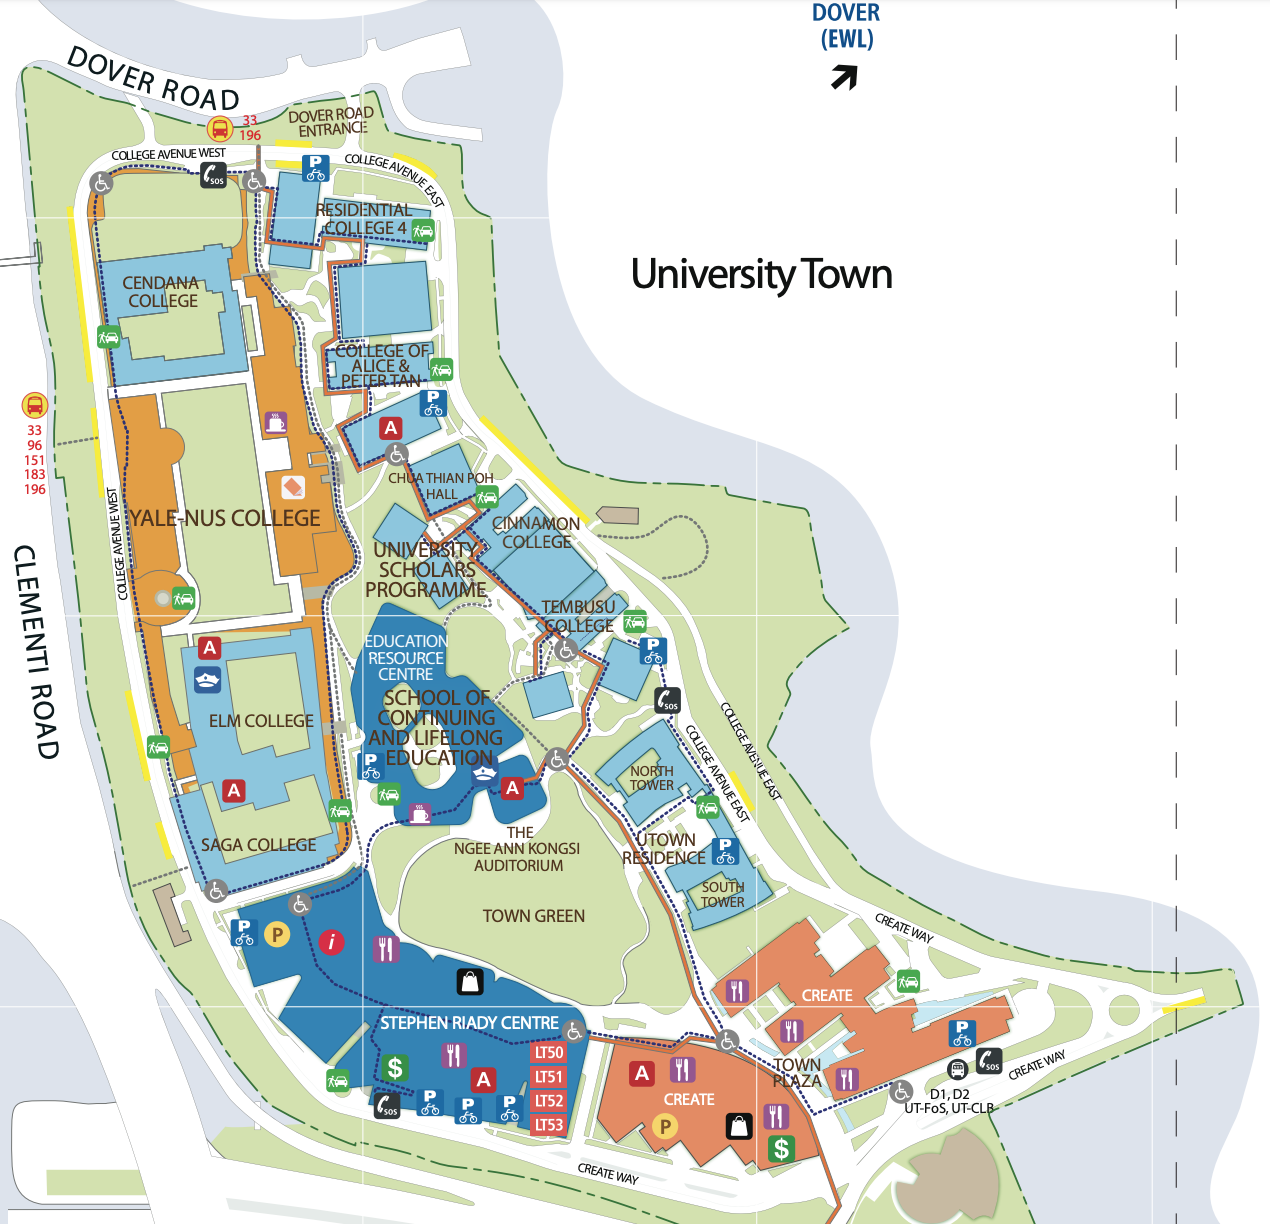 DOVER
(EWL)
DOVER ROAD
33
196
DOVER ROAD
ENTRANCE
COLLEGE AVENUE WEST
SOS
P
COLLEGE AVENUE EAST
RESIDENTIAL
COLLEGE 4
University Town
CENDANA
COLLEGE
COLLEGE OF
ALICE &
PETER TAN
P
A
33
96
151
183
196
CHUA THIAN POH
HALL
COLLEGE AVENUE WEST
YALE-NUS COLLEGE
CINNAMON
COLLEGE
UNIVERSITY
SCHOLARS
PROGRAMME
CLEMENTI ROAD
TEMBUSU
COLLEGE
A
P
EDUCATION
RESOURCE
CENTRE
SOS
SCHOOL OF
CONTINUING
AND LIFELONG
EDUCATION
ELM COLLEGE
COLLEGE AVENUE EAST
COLLEGE AVENUE EAST
P
A
A
NORTH
TOWER
SAGA COLLEGE
THE
NGEE ANN KONGSI
AUDITORIUM
UTOWN
RESIDENCE
P
SOUTH
TOWER
TOWN GREEN
CREATE WAY
P
P
i
CREATE
STEPHEN RIADY CENTRE
P
LT50
LT51
LT52
LT53
$
A
SOS
P
P
P
A
CREATE
P
$
TOWN
PLAZA
SOS
CREATE WAY
D1, D2
UT-FoS, UT-CLB
CREATE WAY